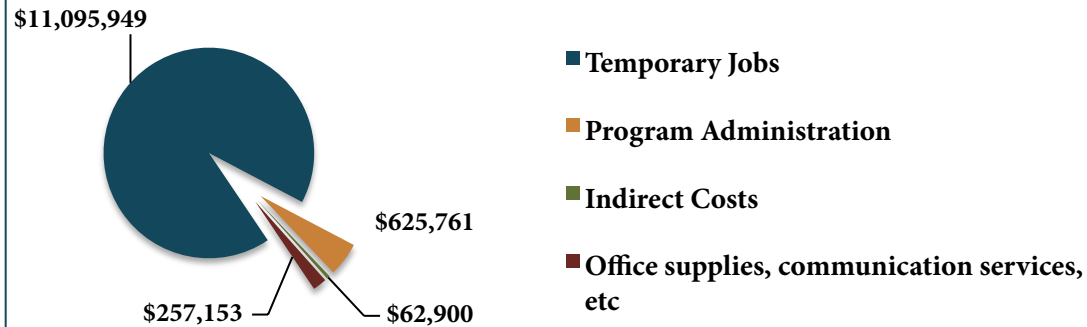 $11,095,949
Temporary Jobs
Program Administration
Indirect Costs
$625,761
Office supplies, communication services,
etc
$257,153
$62,900